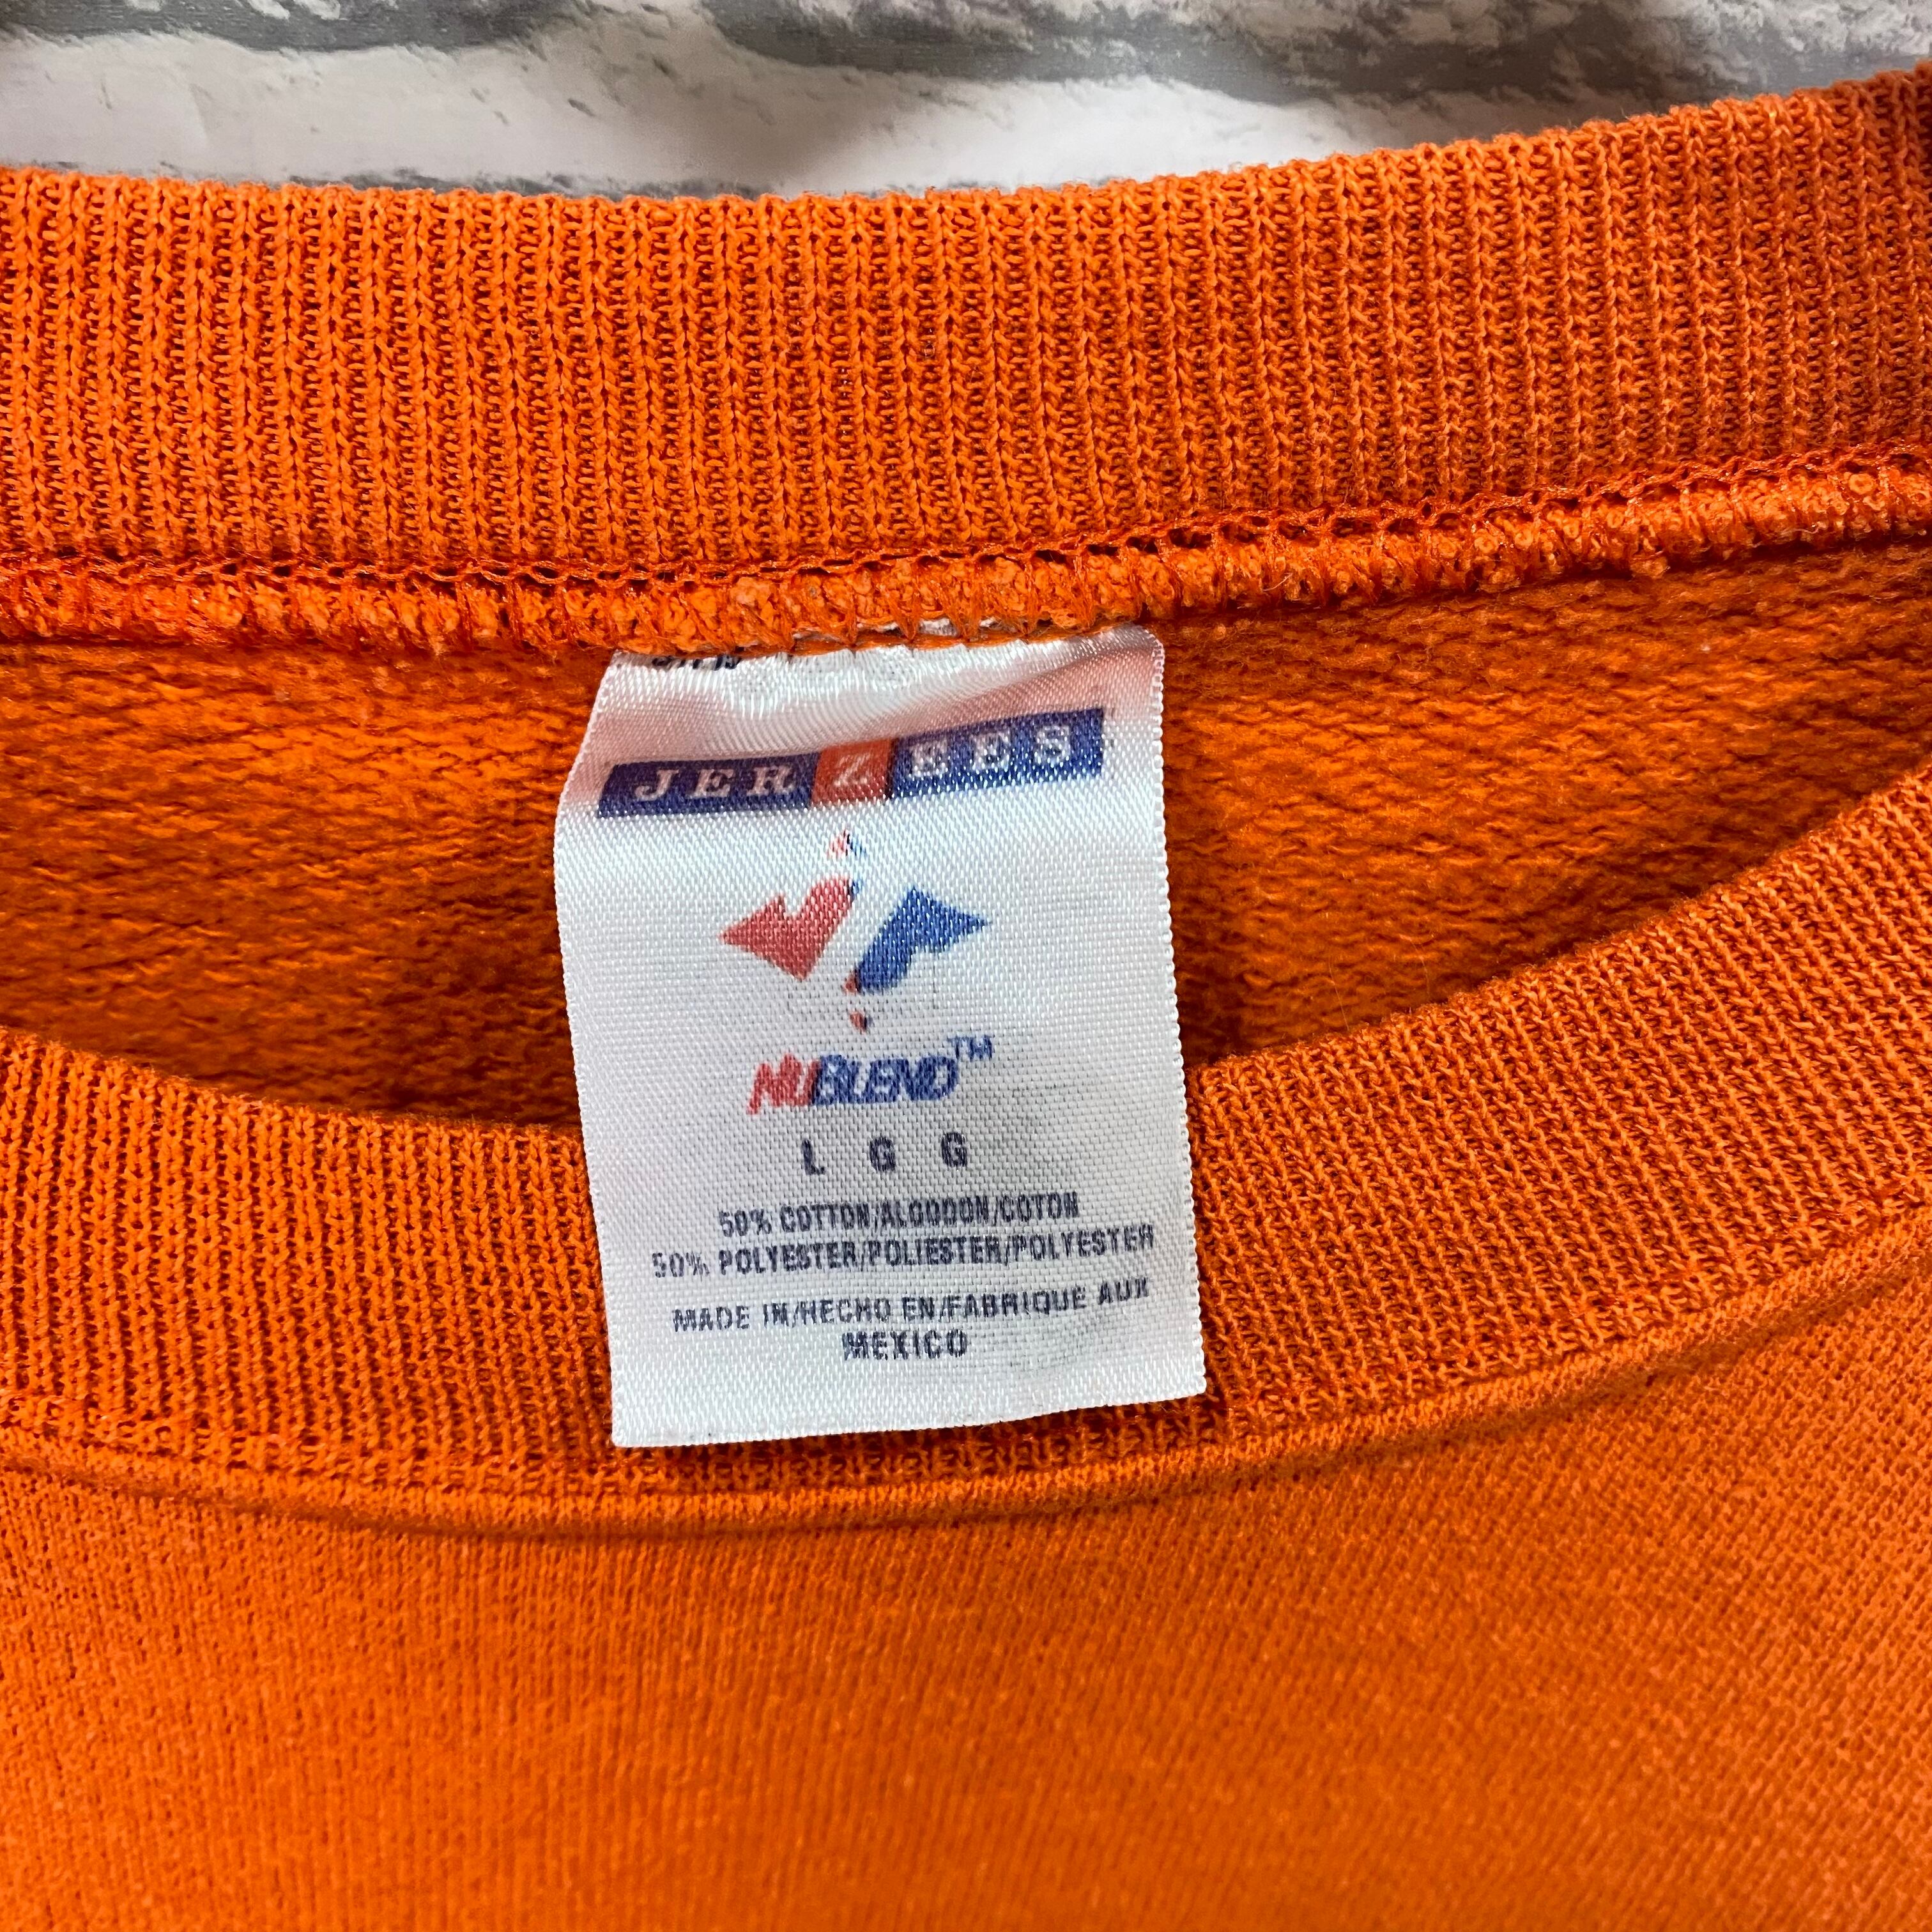 JERZEES
NUBLEND™
L G G
50% COTTON/ALGODON/COTON
50% POLYESTER/POLIESTER/POLYESTER
MADE IN/HECHO EN/FABRIQUE AUX
MEXICO